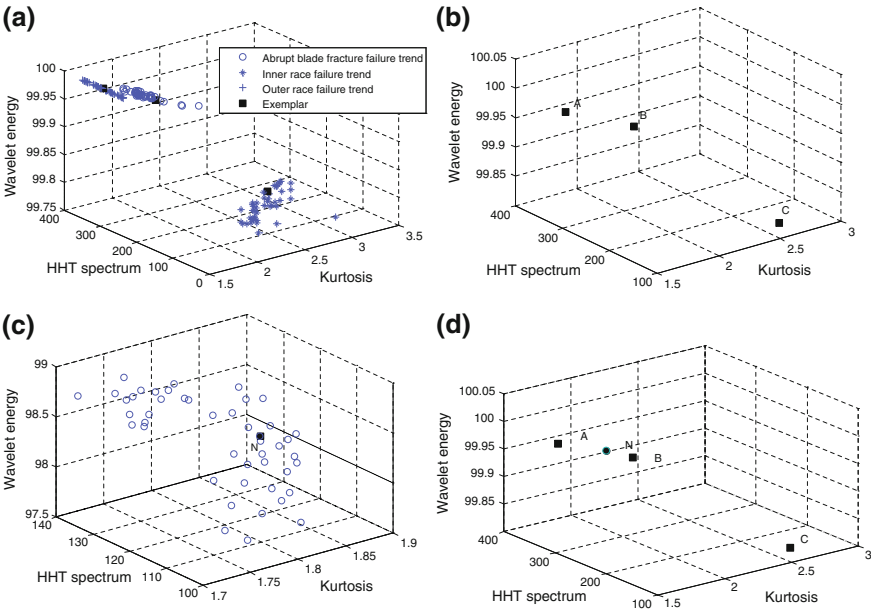 (a)
Wavelet energy
100
99.95
99.9
99.85
99.8
99.75
400
300
200
100
0
HHT spectrum
1.5
2
2.5
3
3.5
Kurtosis
Abrupt blade fracture failure trend
Inner race failure trend
Outer race failure trend
Exemplar
(b)
Wavelet energy
100.05
100
99.95
99.9
99.85
400
300
200
100
HHT spectrum
1.5
2
2.5
3
Kurtosis
A
B
C
(c)
Wavelet energy
99
98.5
98
97.5
140
130
120
110
100
HHT spectrum
1.7
1.75
1.8
1.85
1.9
Kurtosis
N
(d)
Wavelet energy
100.05
100
99.95
99.9
99.85
400
300
200
100
HHT spectrum
1.5
2
2.5
3
Kurtosis
A
N
B
C